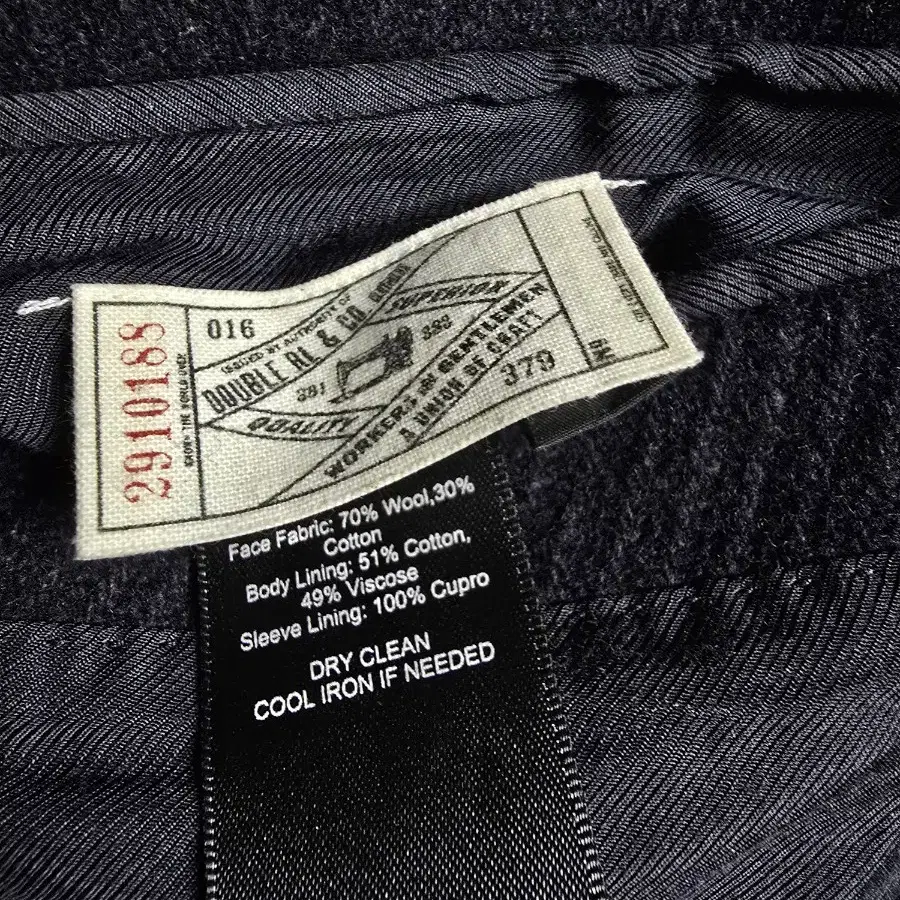 2910188
016
ISSUED BY AUTHORITY OF
DOUBLE RL & CO
SUPERIOR
381
382
QUALITY
WORKERS AND GENTLEMEN
A UNION OF CRAFT
379
Face Fabric: 70% Wool,30%
Cotton
Body Lining: 51% Cotton,
49% Viscose
Sleeve Lining: 100% Cupro
DRY CLEAN
COOL IRON IF NEEDED